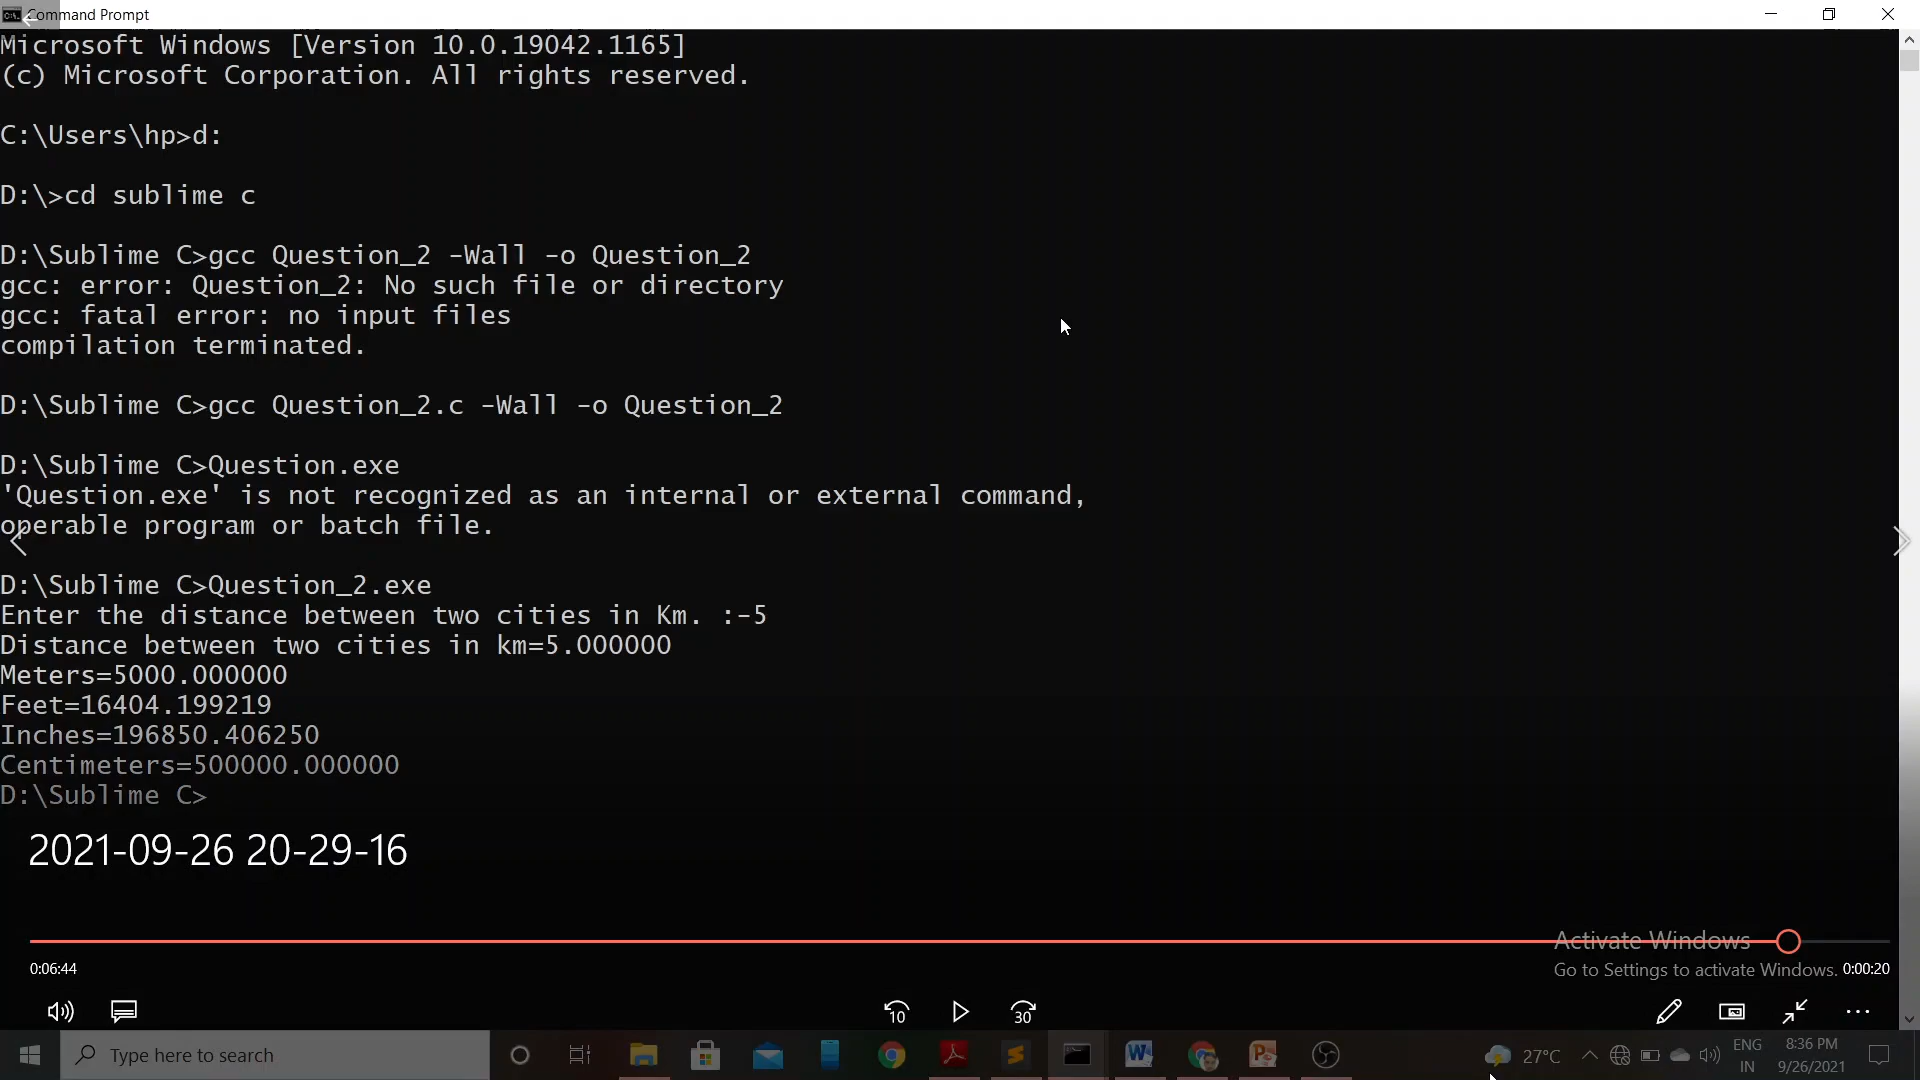 Command Prompt
Microsoft Windows [Version 10.0.19042.1165]
(c) Microsoft Corporation. All rights reserved.
C:\Users\hp>d:
D:\>cd sublime c
D:\Sublime C>gcc Question_2 -Wall -o Question_2
gcc: error: Question_2: No such file or directory
gcc: fatal error: no input files
compilation terminated.
D:\Sublime C>gcc Question_2.c -Wall -o Question_2
D:\Sublime C>Question.exe
'Question.exe' is not recognized as an internal or external command,
operable program or batch file.
D:\Sublime C>Question_2.exe
Enter the distance between two cities in Km. :-5
Distance between two cities in km=5.000000
Meters=5000.000000
Feet=16404.199219
Inches=196850.406250
Centimeters=500000.000000
D:\Sublime C>
2021-09-26 20-29-16
Activate Windows
Go to Settings to activate Windows.
0:06:44
0:00:20
10
30
Type here to search
27°C
ENG
IN
8:36 PM
9/26/2021